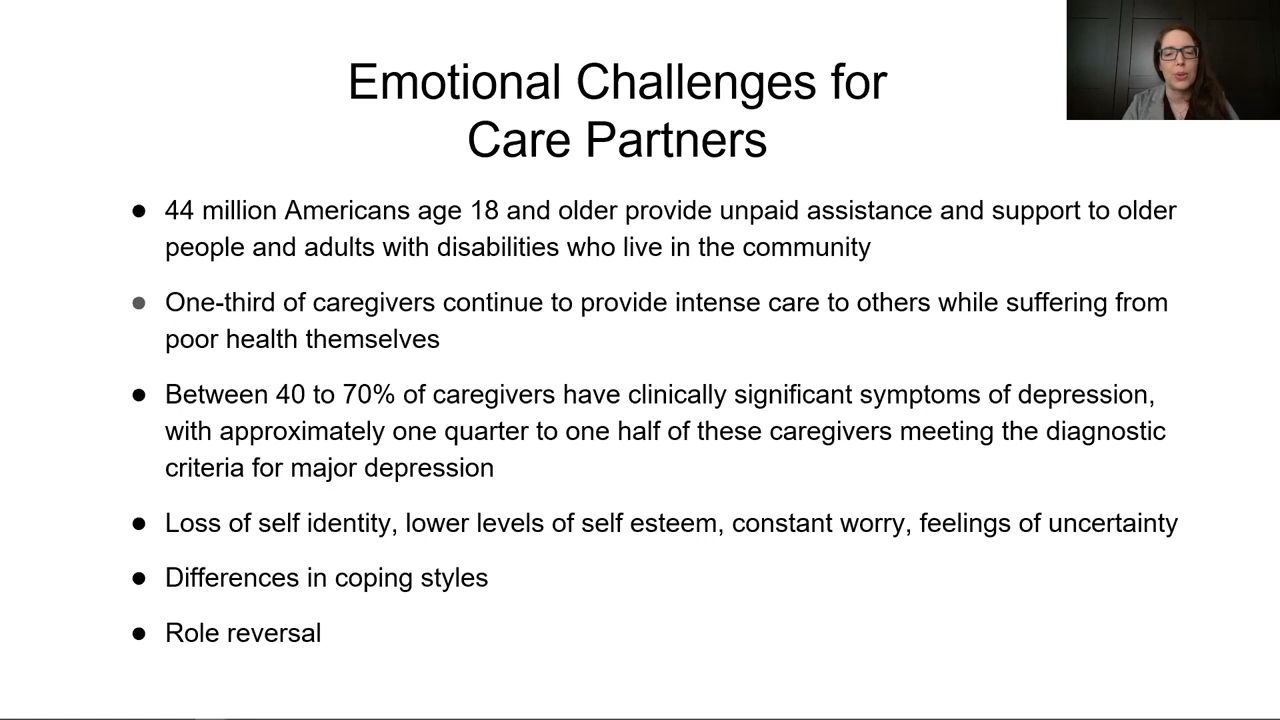 Emotional Challenges for
Care Partners
● 44 million Americans age 18 and older provide unpaid assistance and support to older
people and adults with disabilities who live in the community
● One-third of caregivers continue to provide intense care to others while suffering from
poor health themselves
● Between 40 to 70% of caregivers have clinically significant symptoms of depression,
with approximately one quarter to one half of these caregivers meeting the diagnostic
criteria for major depression
● Loss of self identity, lower levels of self esteem, constant worry, feelings of uncertainty
● Differences in coping styles
● Role reversal